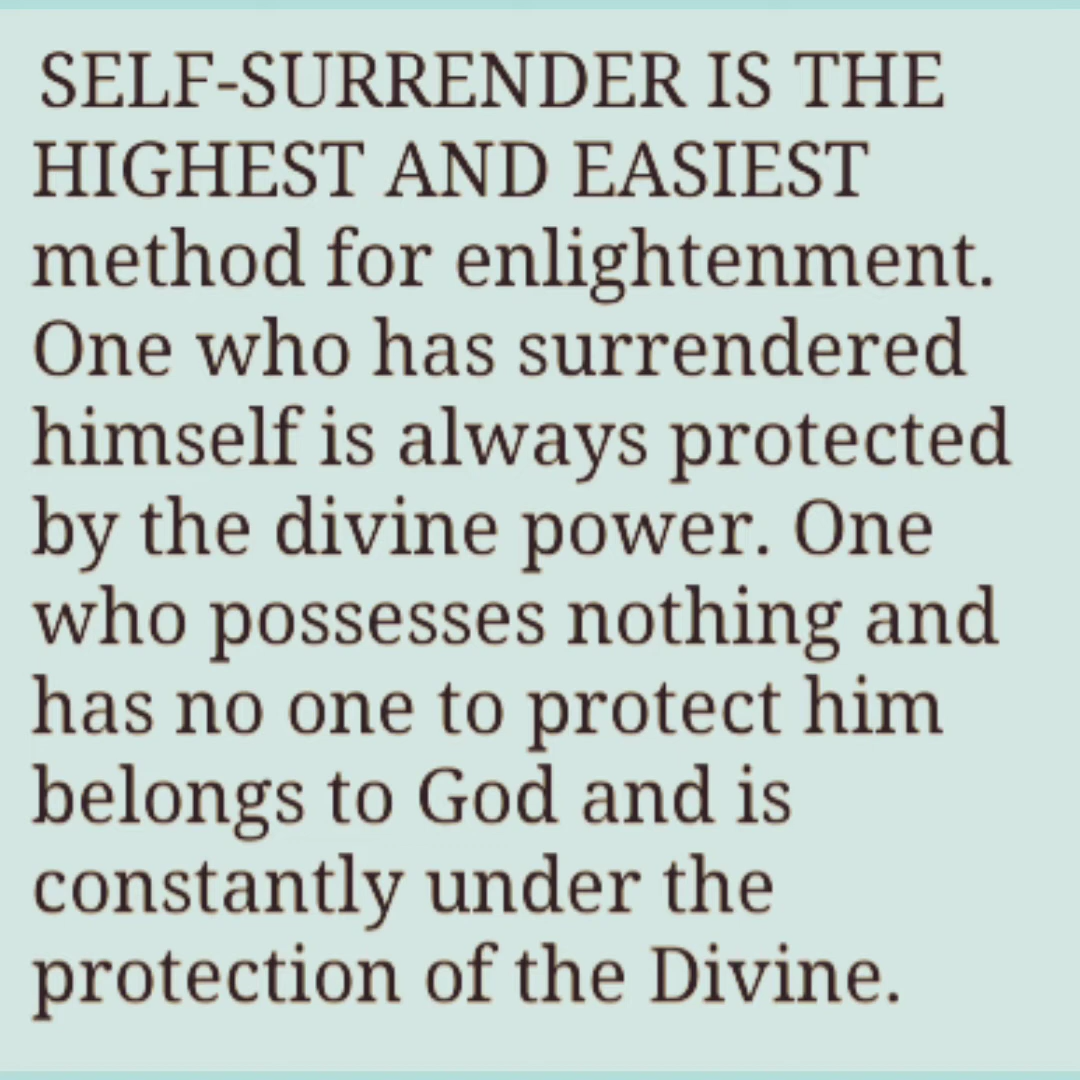 SELF-SURRENDER IS THE
HIGHEST AND EASIEST
method for enlightenment.
One who has surrendered
himself is always protected
by the divine power. One
who possesses nothing and
has no one to protect him
belongs to God and is
constantly under the
protection of the Divine.